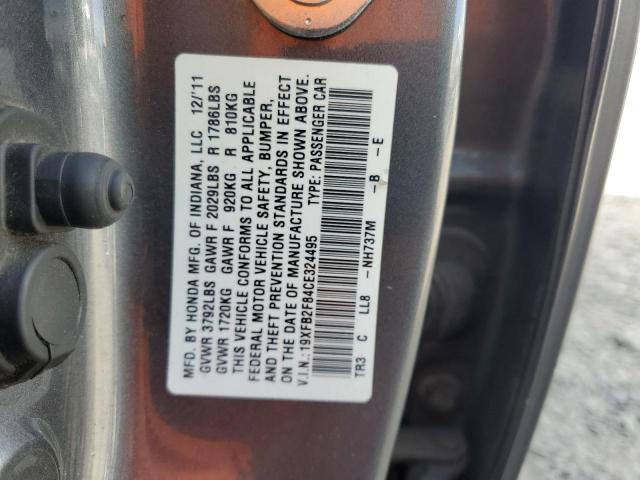 MFD. BY HONDA MFG. OF INDIANA, LLC 12/'11
GVWR 3792LBS GAWR F 2029LBS R 1786LBS
GVWR 1720KG GAWR F 920KG R 810KG
THIS VEHICLE CONFORMS TO ALL APPLICABLE
FEDERAL MOTOR VEHICLE SAFETY, BUMPER,
AND THEFT PREVENTION STANDARDS IN EFFECT
ON THE DATE OF MANUFACTURE SHOWN ABOVE.
V.I.N.: 19XFB2F84CE324495 TYPE: PASSENGER CAR
TR3 C LL8 -NH737M -B -E